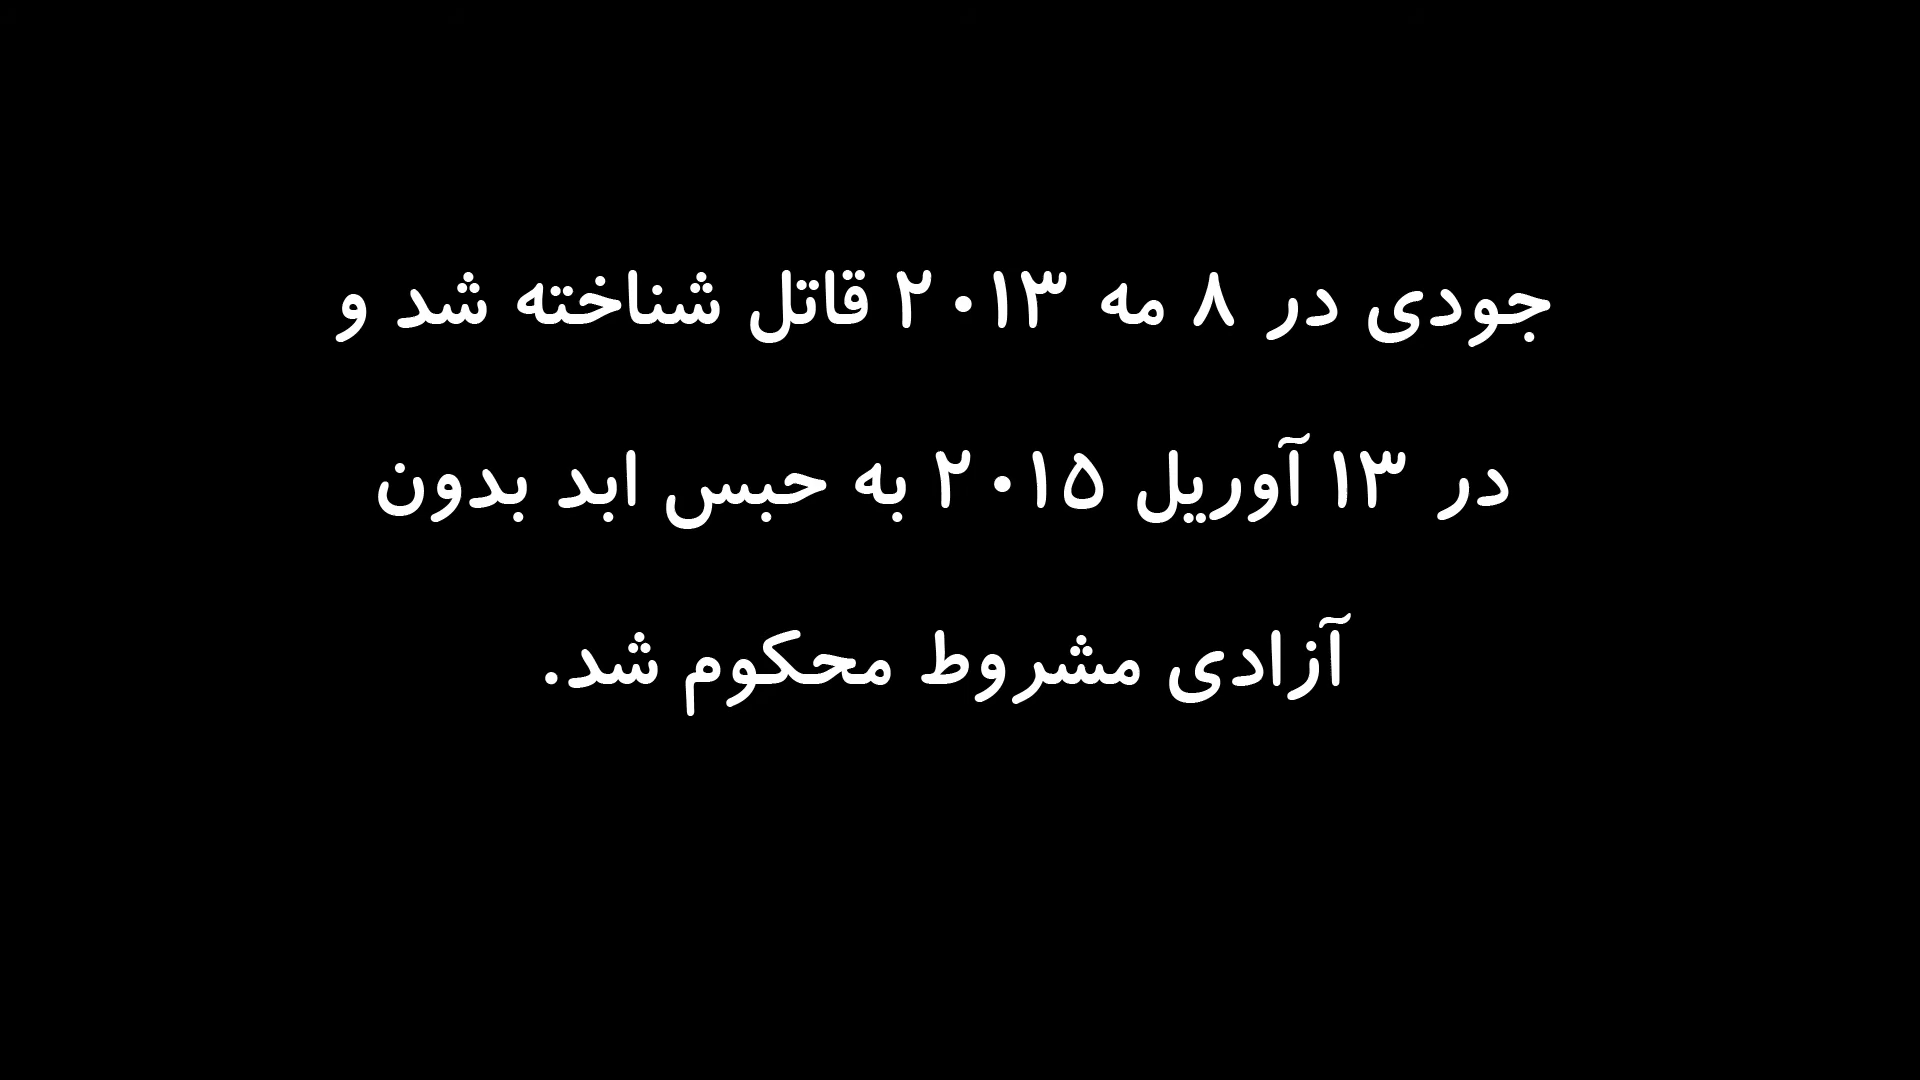 جودی در ۸ مه ۲۰۱۳ قاتل شناخته شد و
در ۱۳ آوریل ۲۰۱۵ به حبس ابد بدون
آزادی مشروط محکوم شد.